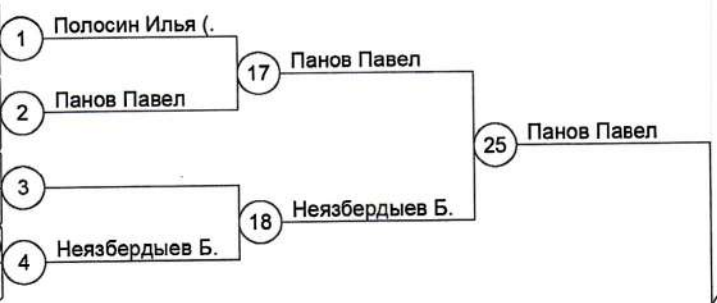 1 Полосин Илья (.
17 Панов Павел
2 Панов Павел
25 Панов Павел
3
18 Неязбердыев Б.
4 Неязбердыев Б.